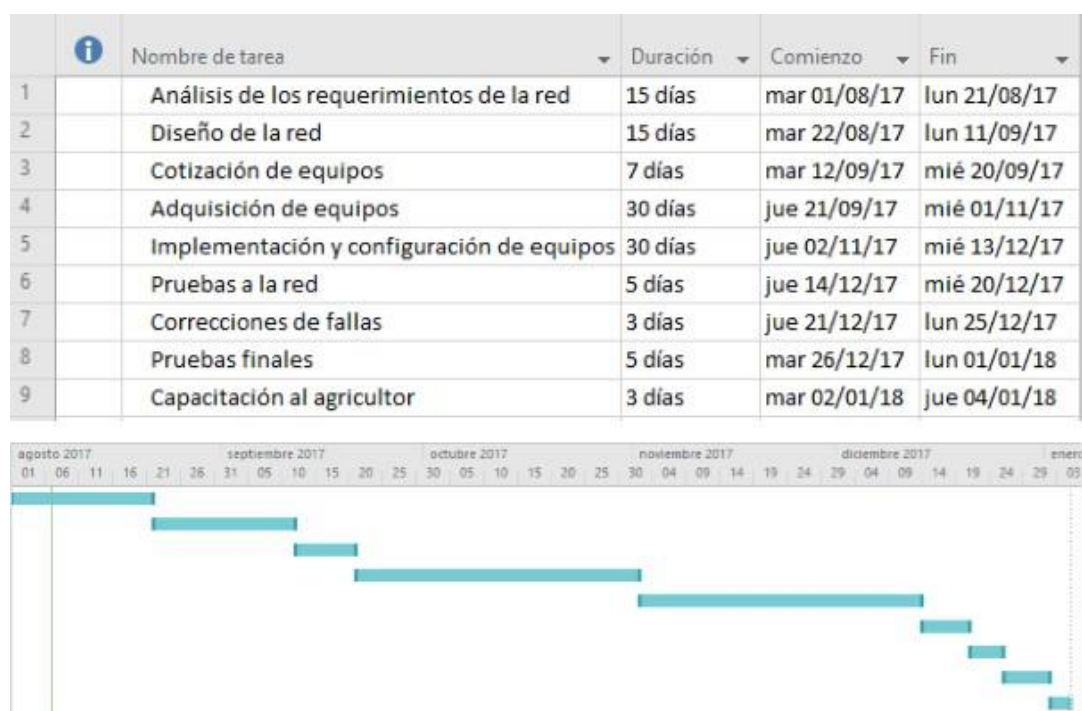 Nombre de tarea Duración Comienzo Fin
1 Análisis de los requerimientos de la red 15 días mar 01/08/17 lun 21/08/17
2 Diseño de la red 15 días mar 22/08/17 lun 11/09/17
3 Cotización de equipos 7 días mar 12/09/17 mié 20/09/17
4 Adquisición de equipos 30 días jue 21/09/17 mié 01/11/17
5 Implementación y configuración de equipos 30 días jue 02/11/17 mié 13/12/17
6 Pruebas a la red 5 días jue 14/12/17 mié 20/12/17
7 Correcciones de fallas 3 días jue 21/12/17 lun 25/12/17
8 Pruebas finales 5 días mar 26/12/17 lun 01/01/18
9 Capacitación al agricultor 3 días mar 02/01/18 jue 04/01/18
agosto 2017 septiembre 2017 octubre 2017 noviembre 2017 diciembre 2017 enero
01 06 11 16 21 26 31 05 10 15 20 25 30 05 10 15 20 25 30 04 09 14 19 24 29 04 09 14 19 24 29 03